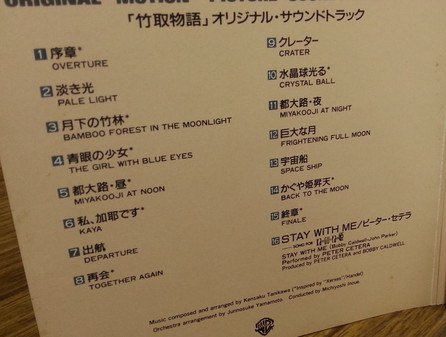 ORIGINAL MOTION PICTURE
「竹取物語」オリジナル・サウンドトラック
1 序章*
OVERTURE
2 淡き光
PALE LIGHT
3 月下の竹林*
BAMBOO FOREST IN THE MOONLIGHT
4 青眼の少女*
THE GIRL WITH BLUE EYES
5 都大路・昼*
MIYAKOOJI AT NOON
6 私、加耶です*
KAYA
7 出航
DEPARTURE
8 再会*
TOGETHER AGAIN
9 クレーター
CRATER
10 水晶球光る*
CRYSTAL BALL
11 都大路・夜
MIYAKOOJI AT NIGHT
12 巨大な月
FRIGHTENING FULL MOON
13 宇宙船
SPACE SHIP
14 かぐや姫昇天*
BACK TO THE MOON
15 終章*
FINALE
16 STAY WITH ME/ピーター・セテラ
STAY WITH ME (Bobby Caldwell-John Parker)
Performed by PETER CETERA
Produced by PETER CETERA and BOBBY CALDWELL
Music composed and arranged by Kensaku Tanikawa (*inspired by "Xerxes"/Handel)
Orchestra arrangement by Junnosuke Yamamoto. Conducted by Michiyoshi Inoue.